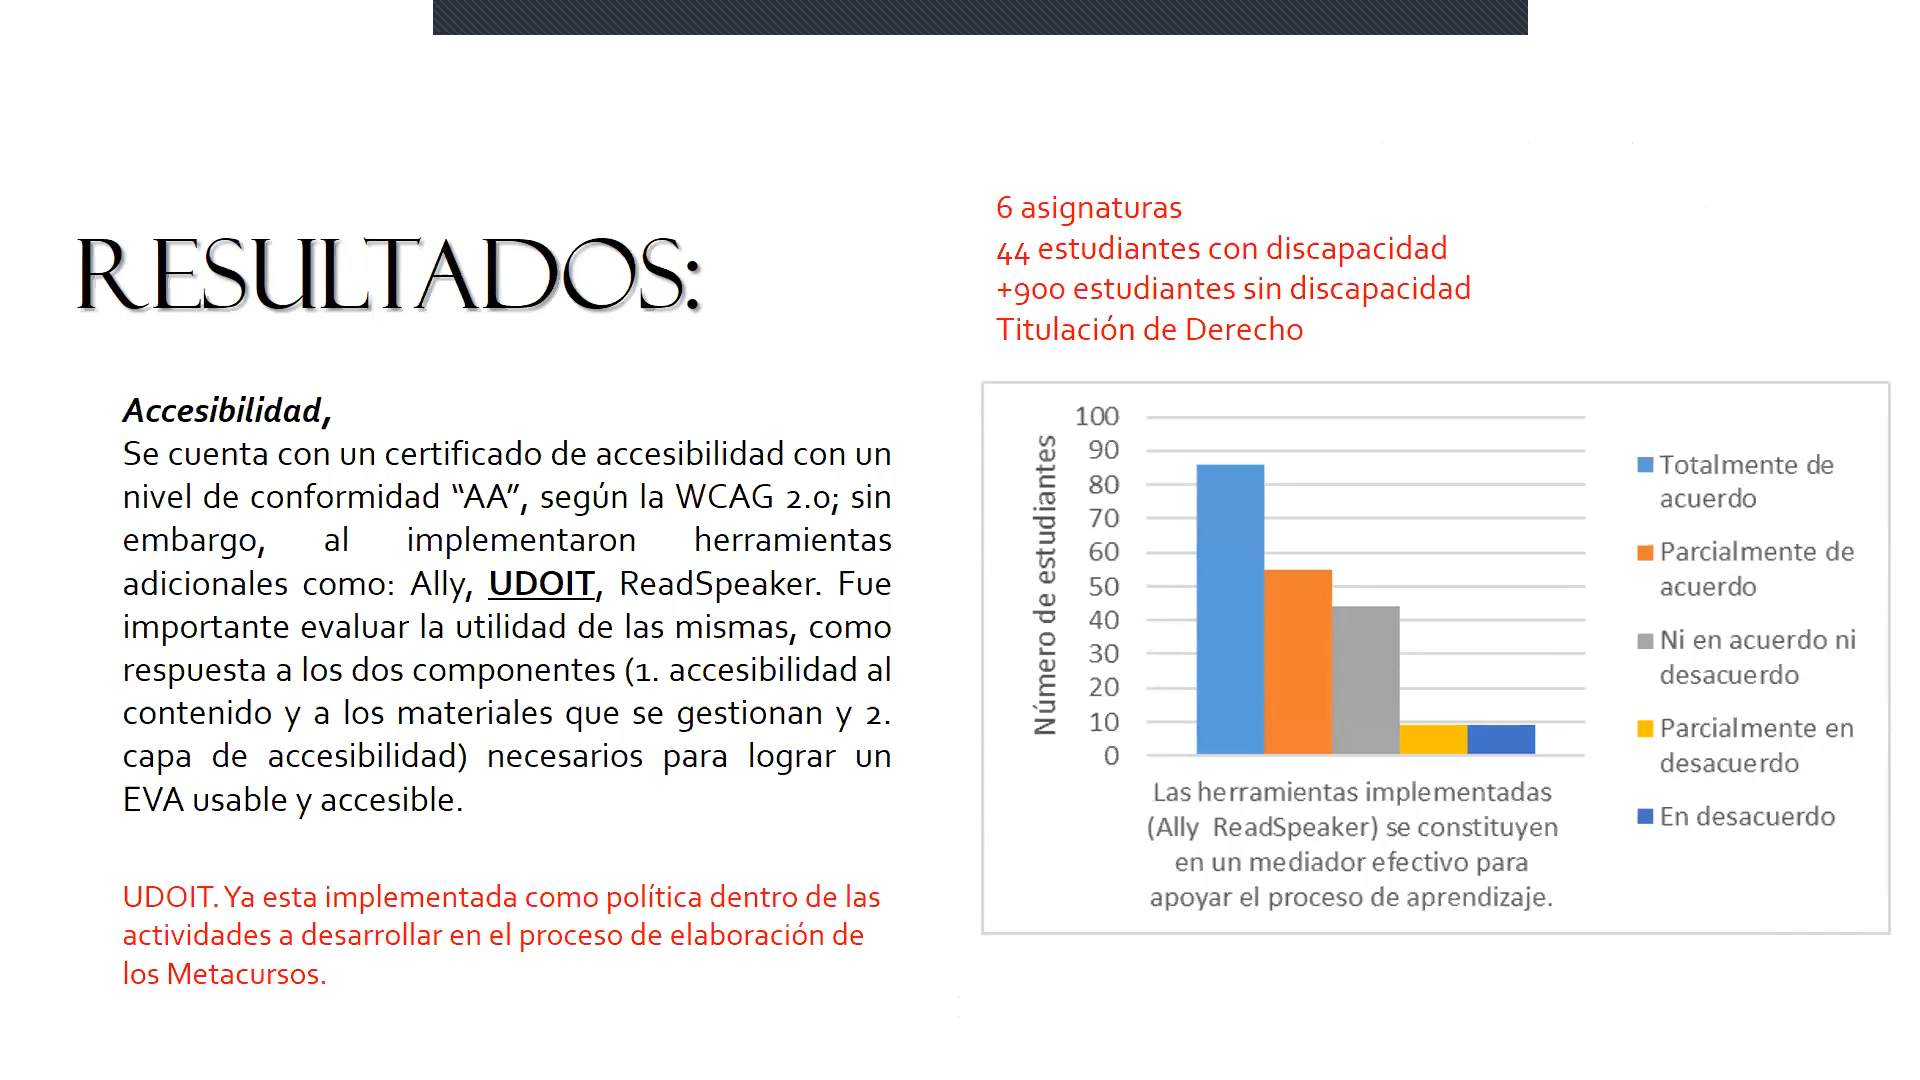 RESULTADOS:
Accesibilidad,
Se cuenta con un certificado de accesibilidad con un
nivel de conformidad “AA”, según la WCAG 2.0; sin
embargo, al implementaron herramientas
adicionales como: Ally, UDOIT, ReadSpeaker. Fue
importante evaluar la utilidad de las mismas, como
respuesta a los dos componentes (1. accesibilidad al
contenido y a los materiales que se gestionan y 2.
capa de accesibilidad) necesarios para lograr un
EVA usable y accesible.
UDOIT. Ya esta implementada como política dentro de las
actividades a desarrollar en el proceso de elaboración de
los Metacursos.
6 asignaturas
44 estudiantes con discapacidad
+900 estudiantes sin discapacidad
Titulación de Derecho
Número de estudiantes
100
90
80
70
60
50
40
30
20
10
0
Las herramientas implementadas
(Ally ReadSpeaker) se constituyen
en un mediador efectivo para
apoyar el proceso de aprendizaje.
Totalmente de
acuerdo
Parcialmente de
acuerdo
Ni en acuerdo ni
desacuerdo
Parcialmente en
desacuerdo
En desacuerdo